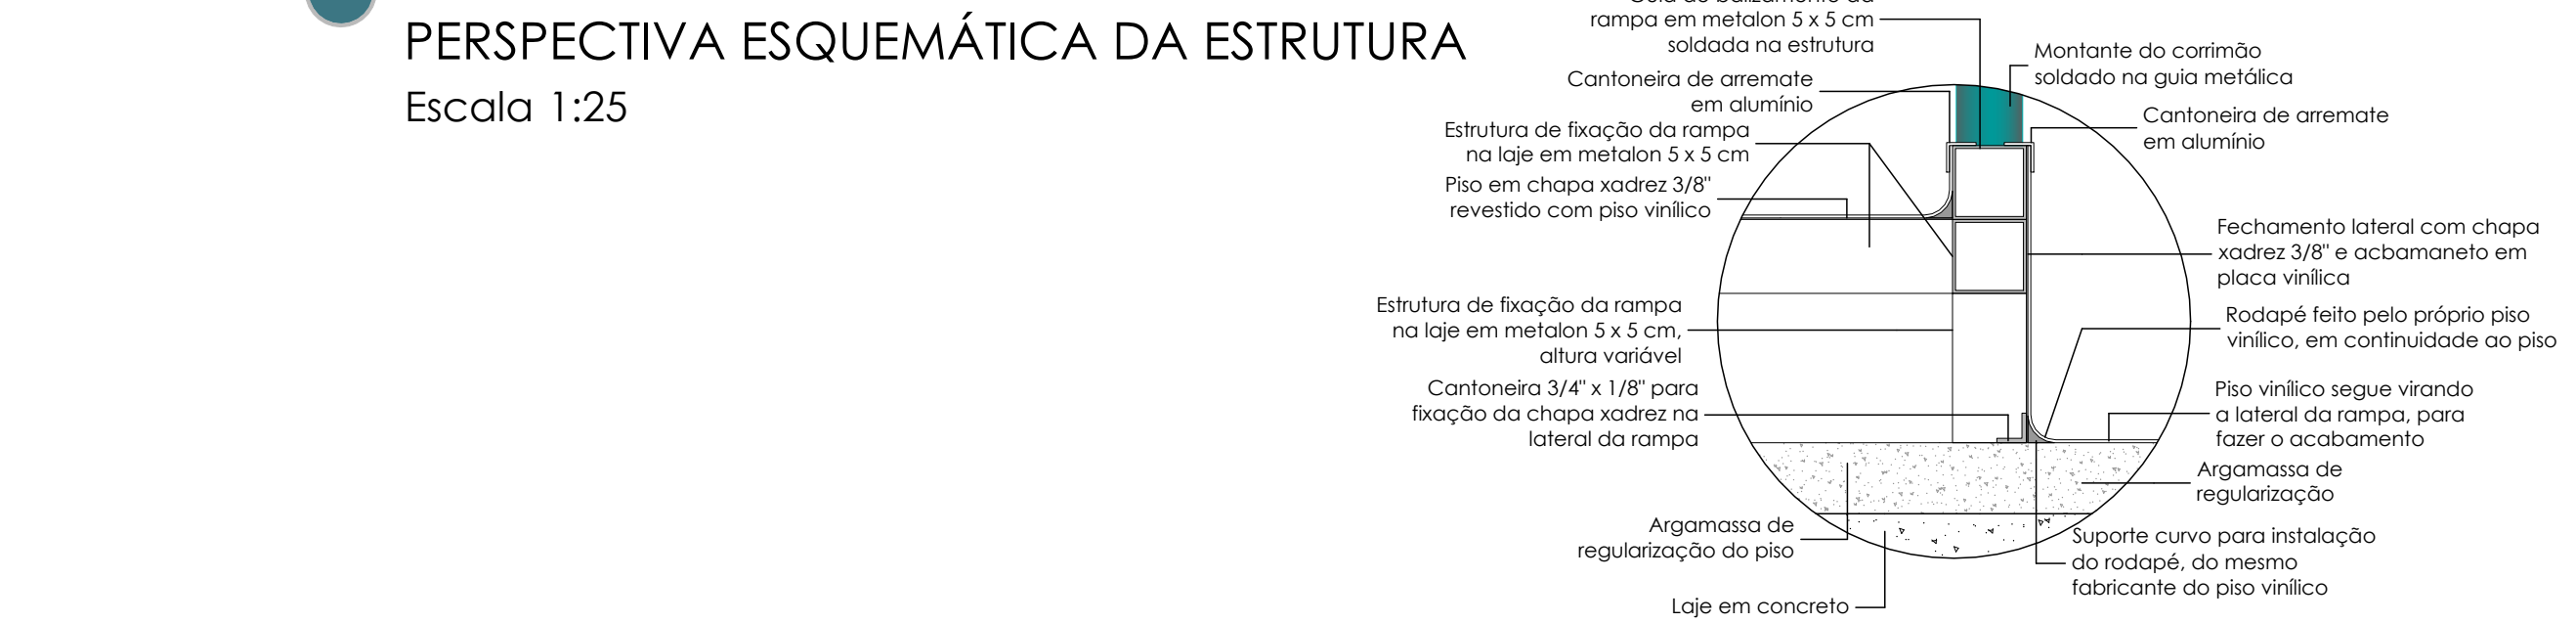 PERSPECTIVA ESQUEMÁTICA DA ESTRUTURA
Escala 1:25
rampa em metalon 5 x 5 cm
soldada na estrutura
Cantoneira de arremate
em alumínio
Estrutura de fixação da rampa
na laje em metalon 5 x 5 cm
Piso em chapa xadrez 3/8"
revestido com piso vinílico
Estrutura de fixação da rampa
na laje em metalon 5 x 5 cm,
altura variável
Cantoneira 3/4" x 1/8" para
fixação da chapa xadrez na
lateral da rampa
Argamassa de
regularização do piso
Laje em concreto
Montante do corrimão
soldado na guia metálica
Cantoneira de arremate
em alumínio
Fechamento lateral com chapa
xadrez 3/8" e acbamaneto em
placa vinílica
Rodapé feito pelo próprio piso
vinílico, em continuidade ao piso
Piso vinílico segue virando
a lateral da rampa, para
fazer o acabamento
Argamassa de
regularização
Suporte curvo para instalação
do rodapé, do mesmo
fabricante do piso vinílico